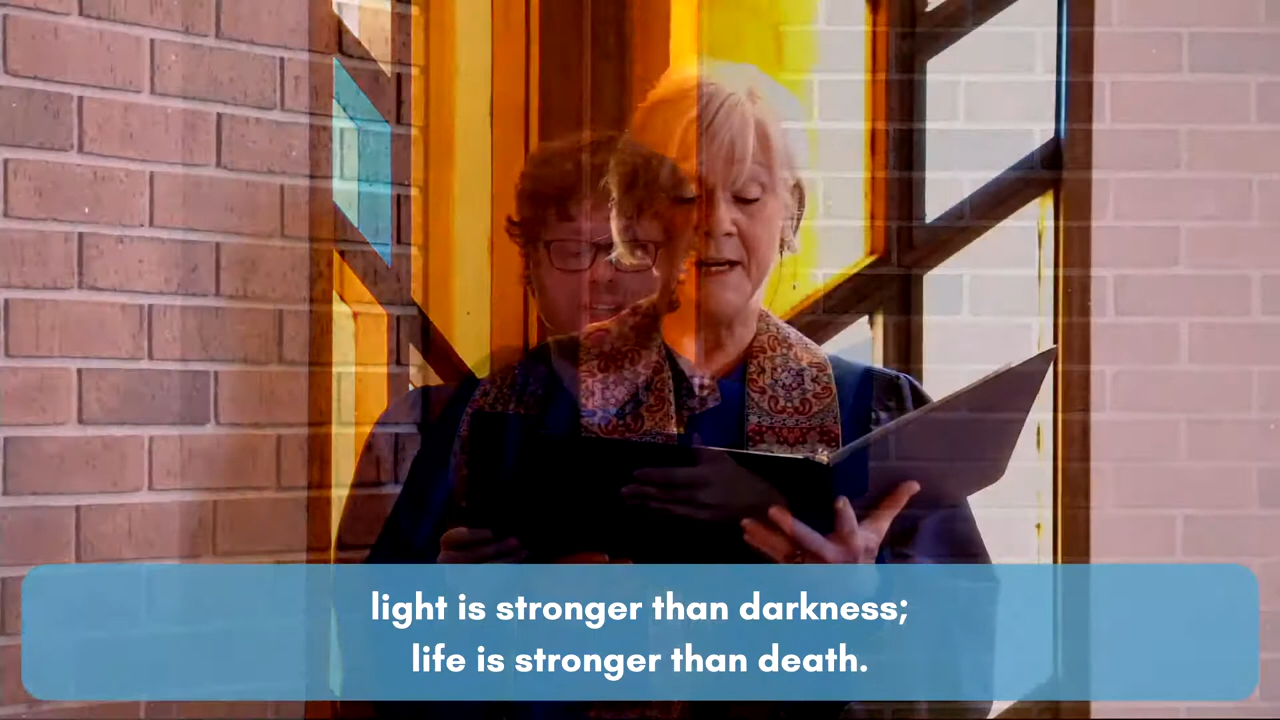 light is stronger than darkness;
life is stronger than death.